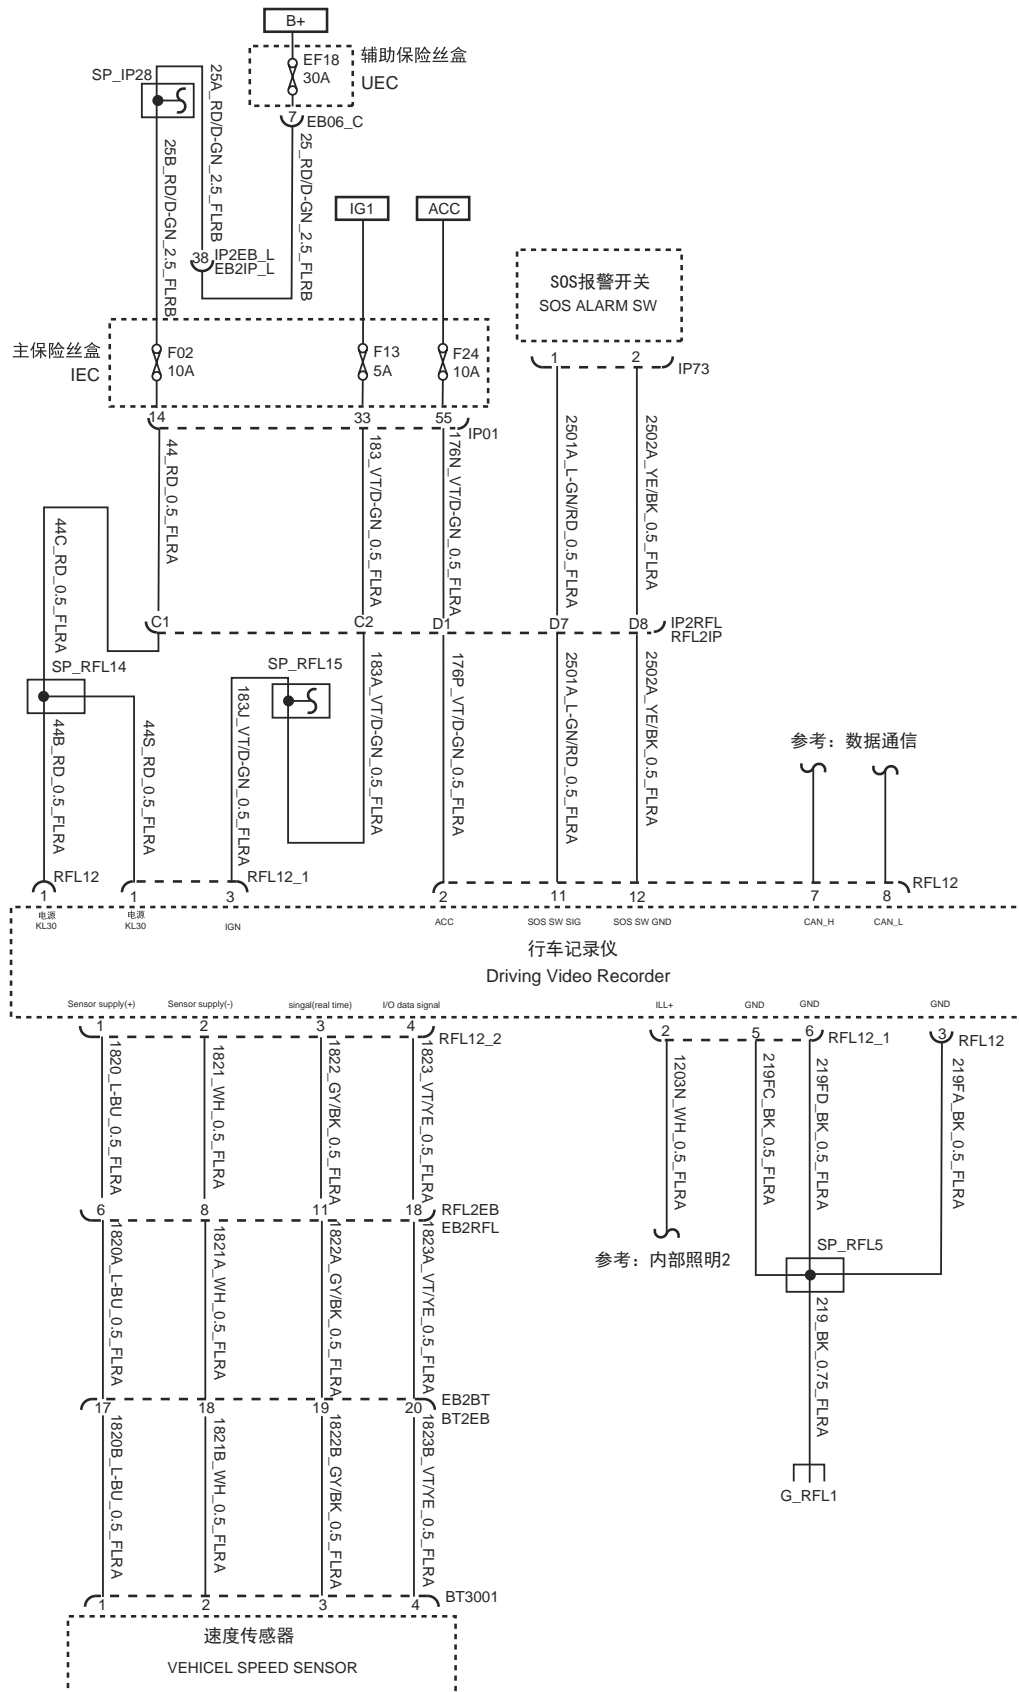 B+
EF18
30A
辅助保险丝盒
UEC
7
EB06_C
SP_IP28
25A_RD/D-GN_2.5_FLRB
25B_RD/D-GN_2.5_FLRB
25_RD/D-GN_2.5_FLRB
38
IP2EB_L
EB2IP_L
IG1
ACC
SOS报警开关
SOS ALARM SW
主保险丝盒
IEC
F02
10A
F13
5A
F24
10A
1
2
IP73
14
33
55
IP01
44_RD_0.5_FLRA
183_VT/D-GN_0.5_FLRA
176N_VT/D-GN_0.5_FLRA
2501A_L-GN/RD_0.5_FLRA
2502A_YE/BK_0.5_FLRA
44C_RD_0.5_FLRA
C1
C2
D1
D7
D8
IP2RFL
RFL2IP
SP_RFL14
SP_RFL15
44B_RD_0.5_FLRA
44S_RD_0.5_FLRA
183J_VT/D-GN_0.5_FLRA
183A_VT/D-GN_0.5_FLRA
176P_VT/D-GN_0.5_FLRA
2501A_L-GN/RD_0.5_FLRA
2502A_YE/BK_0.5_FLRA
参考：数据通信
RFL12
RFL12_1
RFL12
1
1
3
2
11
12
7
8
电源
KL30
电源
KL30
IGN
ACC
SOS SW SIG
SOS SW GND
CAN_H
CAN_L
行车记录仪
Driving Video Recorder
Sensor supply(+)
Sensor supply(-)
singal(real time)
I/O data signal
ILL+
GND
GND
GND
1
2
3
4
RFL12_2
2
5
6
RFL12_1
3
RFL12
1820_L-BU_0.5_FLRA
1821_WH_0.5_FLRA
1822_GY/BK_0.5_FLRA
1823_VT/YE_0.5_FLRA
1203N_WH_0.5_FLRA
219FC_BK_0.5_FLRA
219FD_BK_0.5_FLRA
219FA_BK_0.5_FLRA
6
8
11
18
RFL2EB
EB2RFL
参考：内部照明2
SP_RFL5
1820A_L-BU_0.5_FLRA
1821A_WH_0.5_FLRA
1822A_GY/BK_0.5_FLRA
1823A_VT/YE_0.5_FLRA
219_BK_0.75_FLRA
17
18
19
20
EB2BT
BT2EB
1820B_L-BU_0.5_FLRA
1821B_WH_0.5_FLRA
1822B_GY/BK_0.5_FLRA
1823B_VT/YE_0.5_FLRA
G_RFL1
1
2
3
4
BT3001
速度传感器
VEHICEL SPEED SENSOR